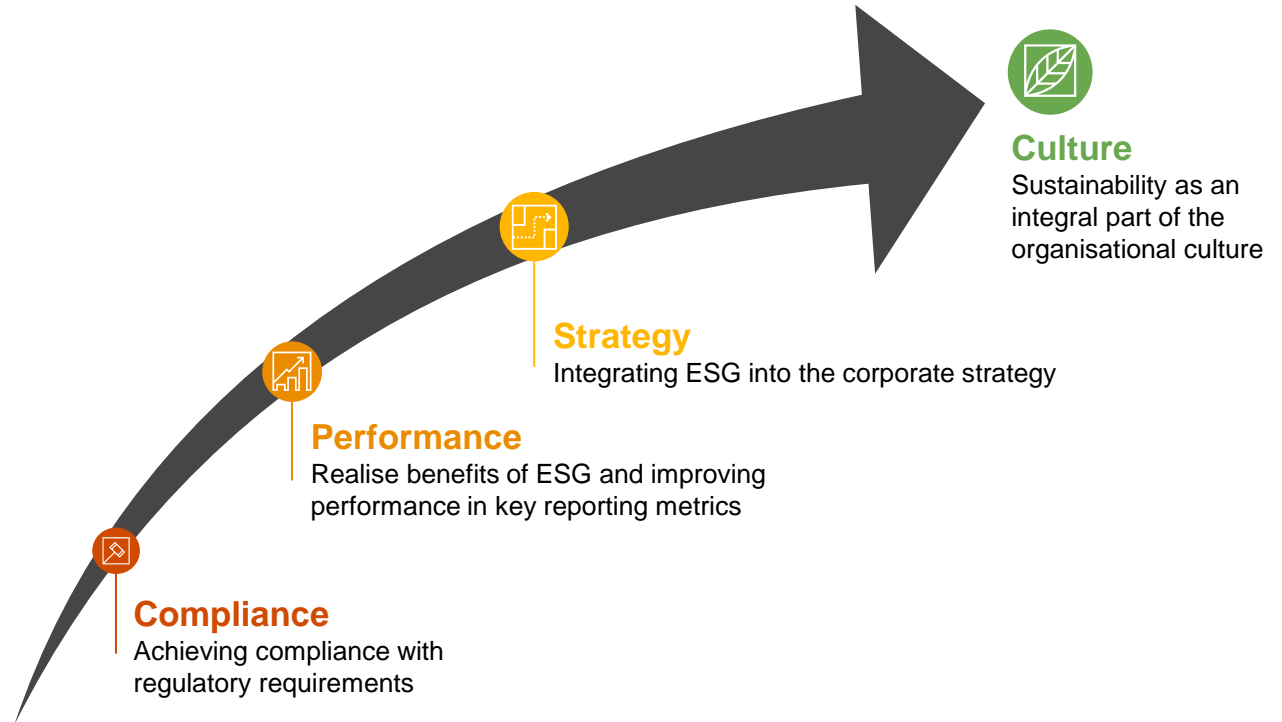 Culture
Sustainability as an
integral part of the
organisational culture
Strategy
Integrating ESG into the corporate strategy
Performance
Realise benefits of ESG and improving
performance in key reporting metrics
Compliance
Achieving compliance with
regulatory requirements